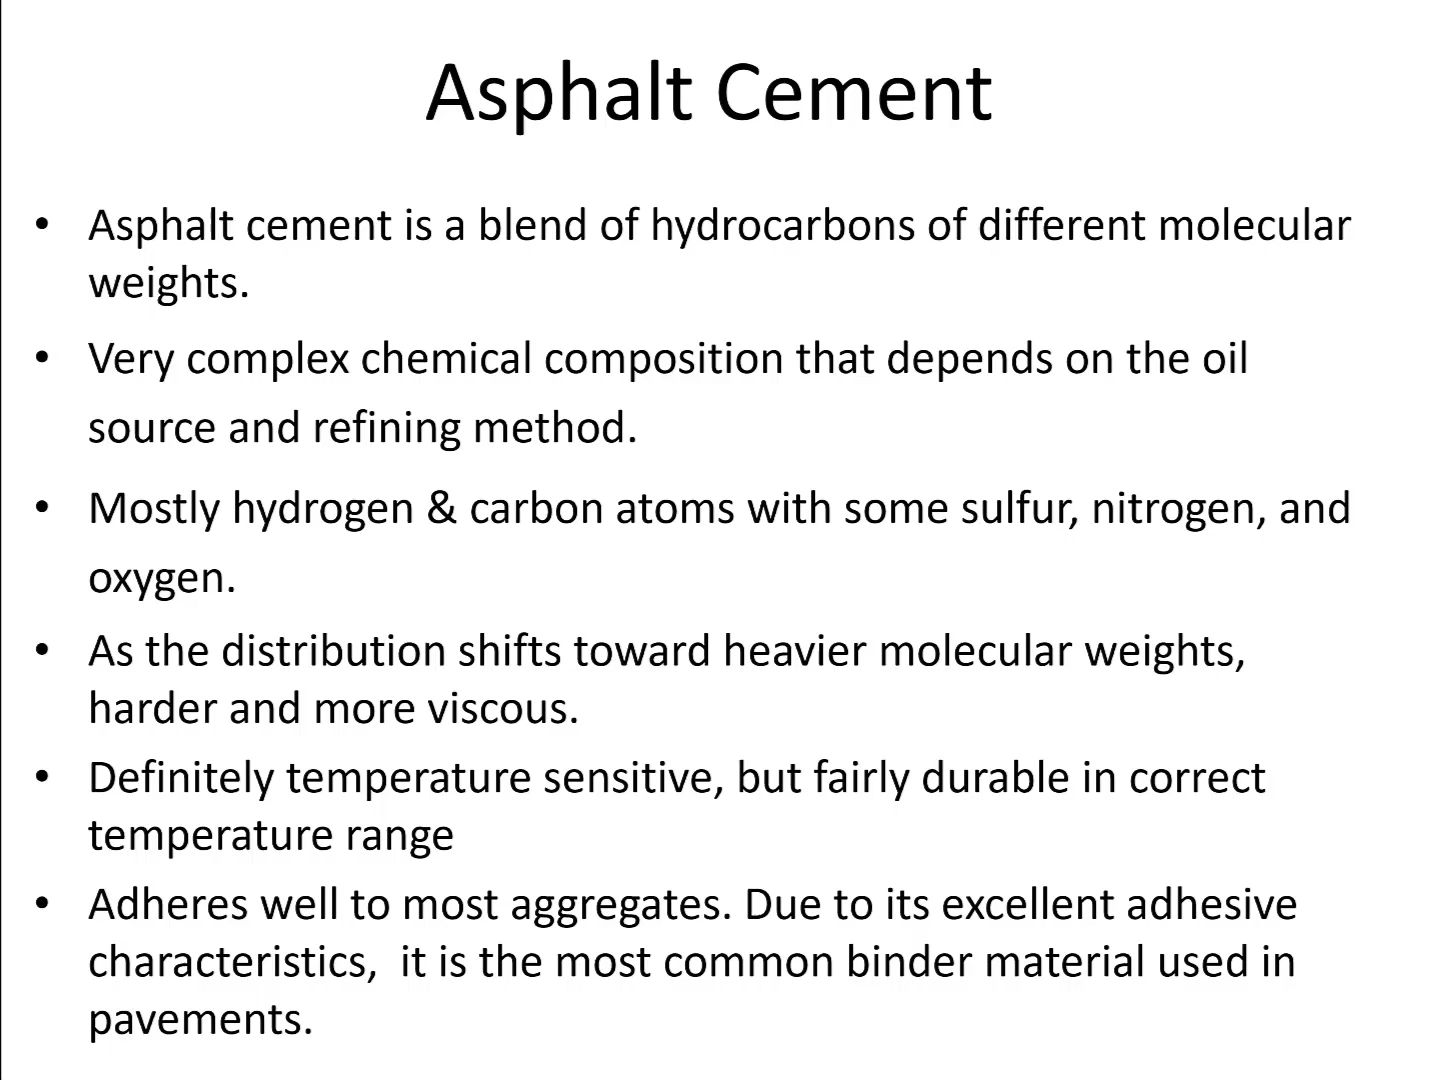 Asphalt Cement
• Asphalt cement is a blend of hydrocarbons of different molecular
weights.
• Very complex chemical composition that depends on the oil
source and refining method.
• Mostly hydrogen & carbon atoms with some sulfur, nitrogen, and
oxygen.
• As the distribution shifts toward heavier molecular weights,
harder and more viscous.
• Definitely temperature sensitive, but fairly durable in correct
temperature range
• Adheres well to most aggregates. Due to its excellent adhesive
characteristics,  it is the most common binder material used in
pavements.